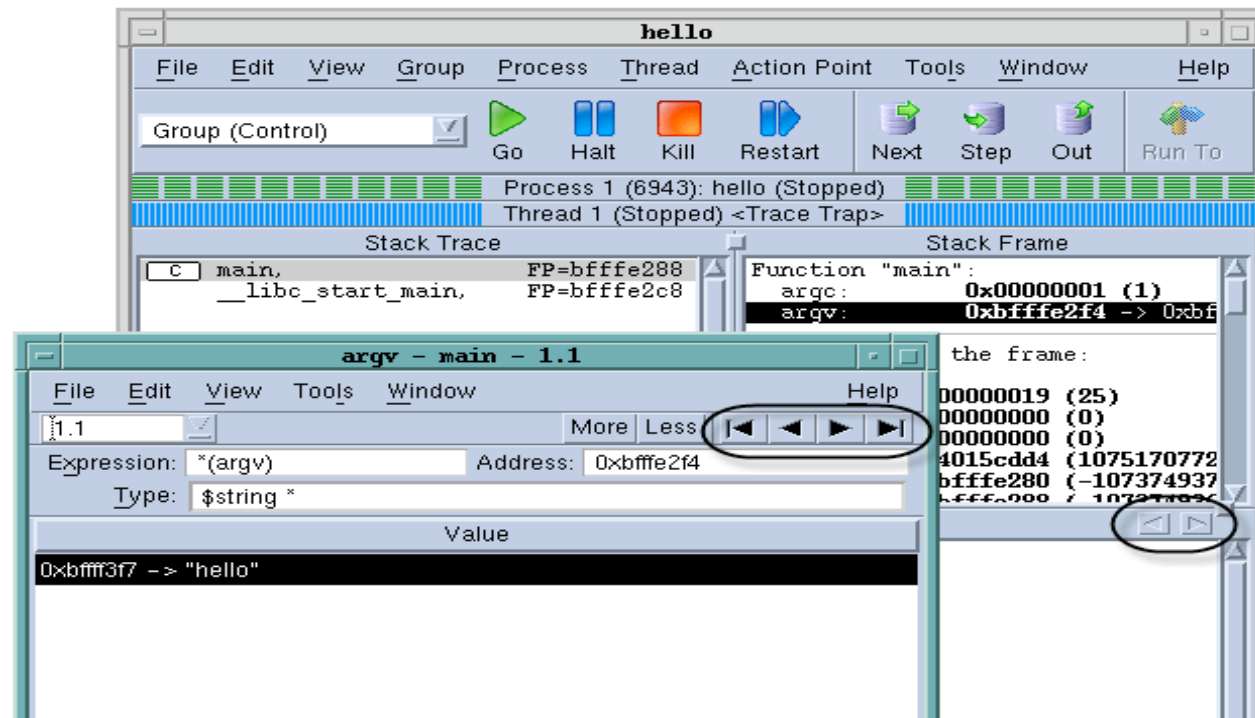 hello
File Edit View Group Process Thread Action Point Tools Window Help
Group (Control)
Go Halt Kill Restart Next Step Out Run To
Process 1 (6943): hello (Stopped)
Thread 1 (Stopped) <Trace Trap>
Stack Trace
C main, FP=bfffe288
__libc_start_main, FP=bfffe2c8
Stack Frame
Function "main":
argc: 0x00000001 (1)
argv: 0xbfffe2f4 -> 0xbf
the frame:
00000019 (25)
00000000 (0)
00000000 (0)
4015cdd4 (1075170772
bfffe280 (-107374937
argv - main - 1.1
File Edit View Tools Window Help
1.1 More Less
Expression: *(argv) Address: 0xbfffe2f4
Type: $string *
Value
0xbffff3f7 -> "hello"